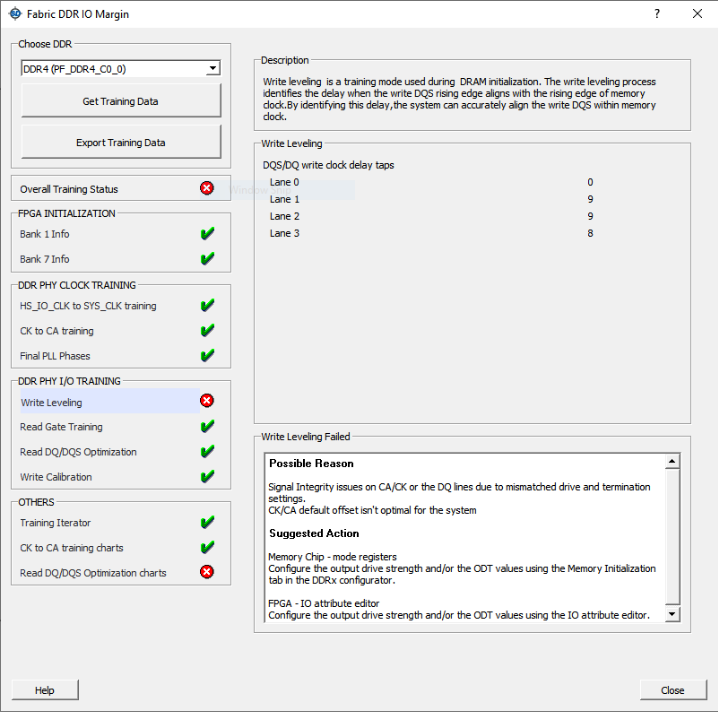 Fabric DDR IO Margin
?
Choose DDR
DDR4 (PF_DDR4_C0_0)
Get Training Data
Export Training Data
Overall Training Status
FPGA INITIALIZATION
Bank 1 Info
Bank 7 Info
DDR PHY CLOCK TRAINING
HS_IO_CLK to SYS_CLK training
CK to CA training
Final PLL Phases
DDR PHY I/O TRAINING
Write Leveling
Read Gate Training
Read DQ/DQS Optimization
Write Calibration
OTHERS
Training Iterator
CK to CA training charts
Read DQ/DQS Optimization charts
Description
Write leveling is a training mode used during DRAM initialization. The write leveling process
identifies the delay when the write DQS rising edge aligns with the rising edge of memory
clock.By identifying this delay,the system can accurately align the write DQS within memory
clock.
Write Leveling
DQS/DQ write clock delay taps
Lane 0 0
Lane 1 9
Lane 2 9
Lane 3 8
Write Leveling Failed
Possible Reason
Signal Integrity issues on CA/CK or the DQ lines due to mismatched drive and termination
settings.
CK/CA default offset isn't optimal for the system
Suggested Action
Memory Chip - mode registers
Configure the output drive strength and/or the ODT values using the Memory Initialization
tab in the DDRx configurator.
FPGA - IO attribute editor
Configure the output drive strength and/or the ODT values using the IO attribute editor.
Help
Close